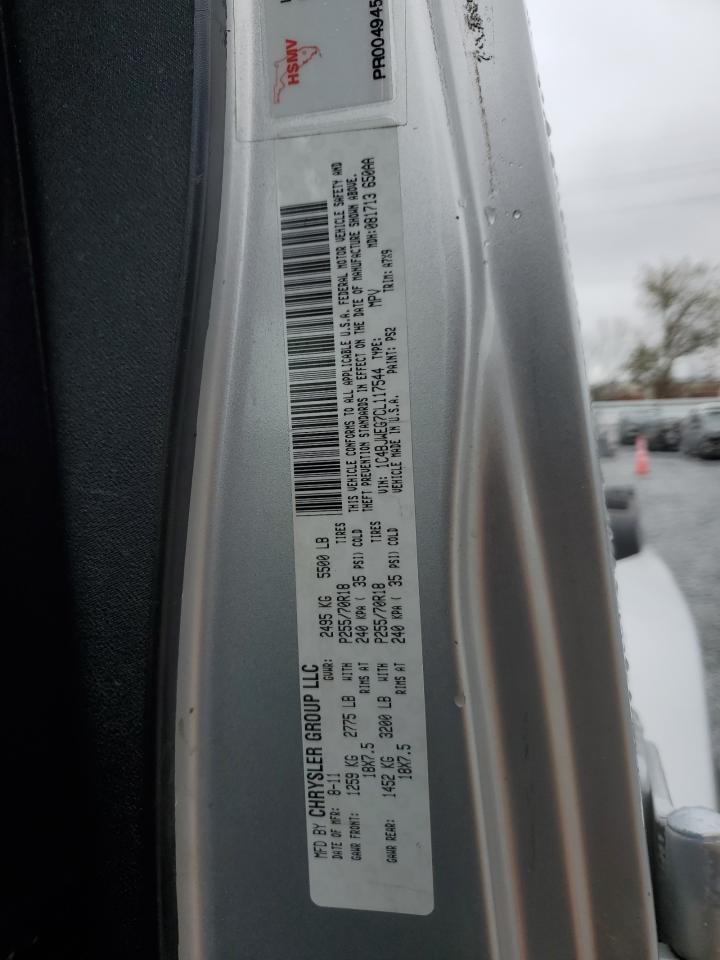 HSMV
PR004945
MFD BY CHRYSLER GROUP LLC
DATE OF MFR: 8-11 GVWR: 2495 KG 5500 LB
GAWR FRONT: 1259 KG 2775 LB WITH P255/70R18 TIRES
18X7.5 RIMS AT 240 KPA ( 35 PSI) COLD
GAWR REAR: 1452 KG 3200 LB WITH P255/70R18 TIRES
18X7.5 RIMS AT 240 KPA ( 35 PSI) COLD
THIS VEHICLE CONFORMS TO ALL APPLICABLE U.S.A. FEDERAL MOTOR VEHICLE SAFETY AND
THEFT PREVENTION STANDARDS IN EFFECT ON THE DATE OF MANUFACTURE SHOWN ABOVE.
VIN: 1C4BJWEG7CL117544 TYPE: MPV MDH:081713 650AA
VEHICLE MADE IN U.S.A. PAINT: PS2 TRIM: A7X9